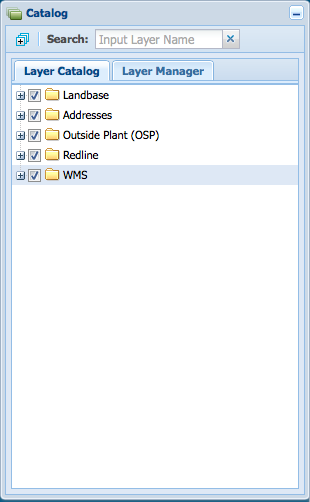 Catalog
Search: Input Layer Name
Layer Catalog Layer Manager
Landbase
Addresses
Outside Plant (OSP)
Redline
WMS